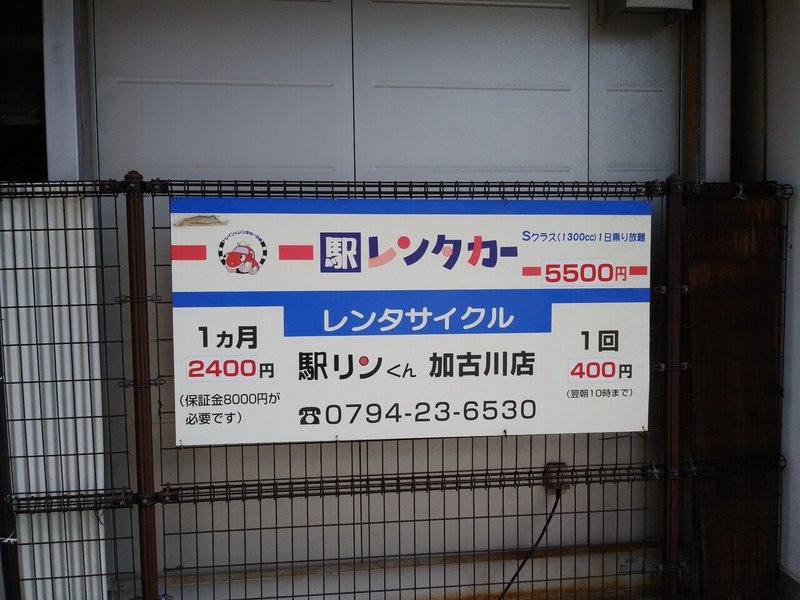 駅レンタカー
Sクラス(1300cc)1日乗り放題
5500円
レンタサイクル
1ヵ月
2400円
(保証金8000円が
必要です)
駅リンくん 加古川店
☎0794-23-6530
1回
400円
(翌朝10時まで)